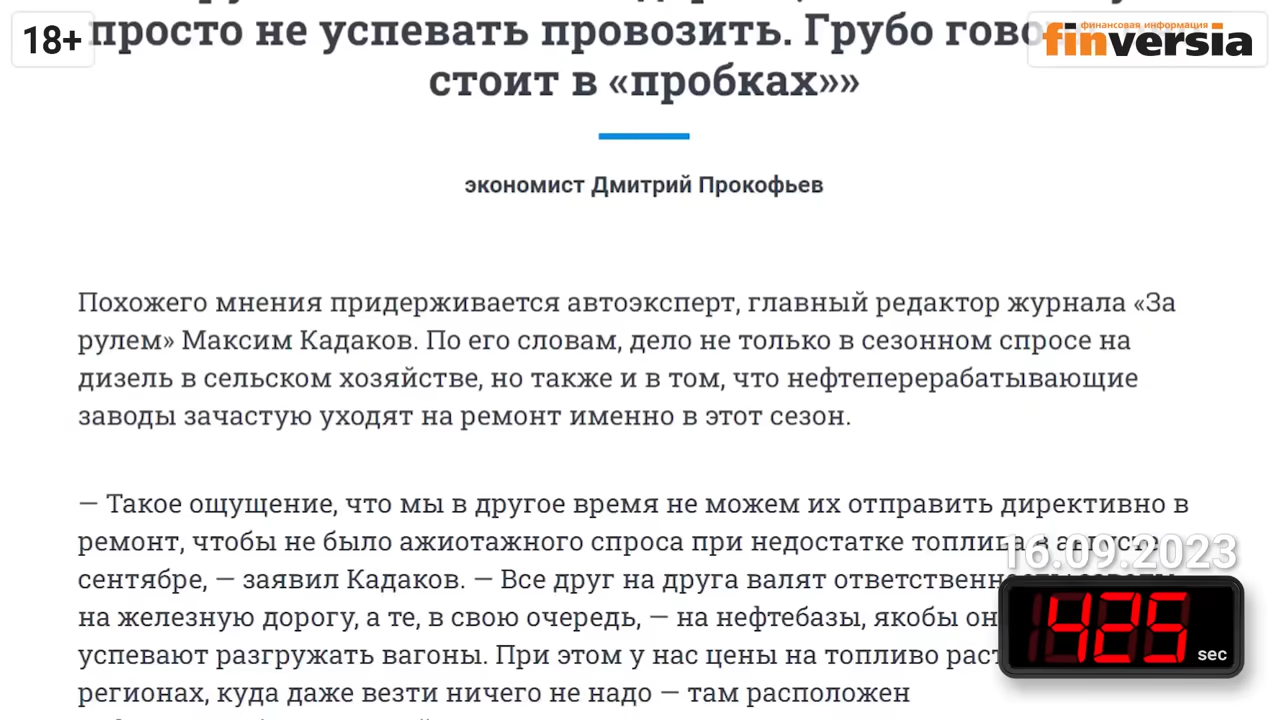 18+
финансовая информация
finversia
просто не успевать провозить. Грубо
стоит в «пробках»»
экономист Дмитрий Прокофьев
Похожего мнения придерживается автоэксперт, главный редактор журнала «За
рулем» Максим Кадаков. По его словам, дело не только в сезонном спросе на
дизель в сельском хозяйстве, но также и в том, что нефтеперерабатывающие
заводы зачастую уходят на ремонт именно в этот сезон.
— Такое ощущение, что мы в другое время не можем их отправить директивно в
ремонт, чтобы не было ажиотажного спроса при недостатке топлива в августе-
16.09.2023
сентябре, — заявил Кадаков. — Все друг на друга валят
на железную дорогу, а те, в свою очередь, — на нефтебазы, якобы
успевают разгружать вагоны. При этом у нас цены на топливо
регионах, куда даже везти ничего не надо — там расположен
425
sec